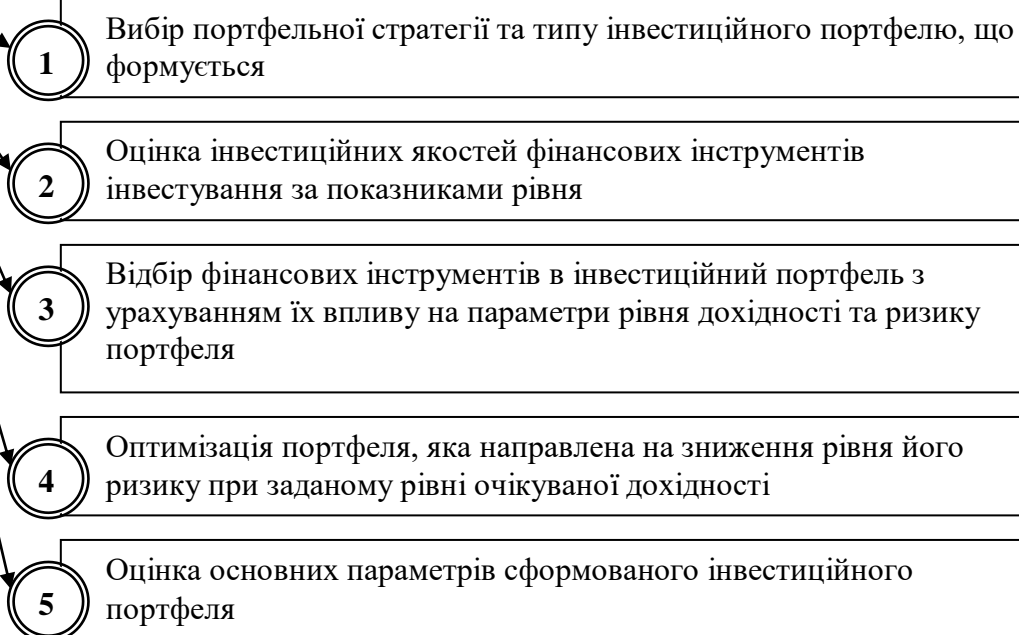 1
Вибір портфельної стратегії та типу інвестиційного портфелю, що
формується
2
Оцінка інвестиційних якостей фінансових інструментів
інвестування за показниками рівня
3
Відбір фінансових інструментів в інвестиційний портфель з
урахуванням їх впливу на параметри рівня дохідності та ризику
портфеля
4
Оптимізація портфеля, яка направлена на зниження рівня його
ризику при заданому рівні очікуваної дохідності
5
Оцінка основних параметрів сформованого інвестиційного
портфеля